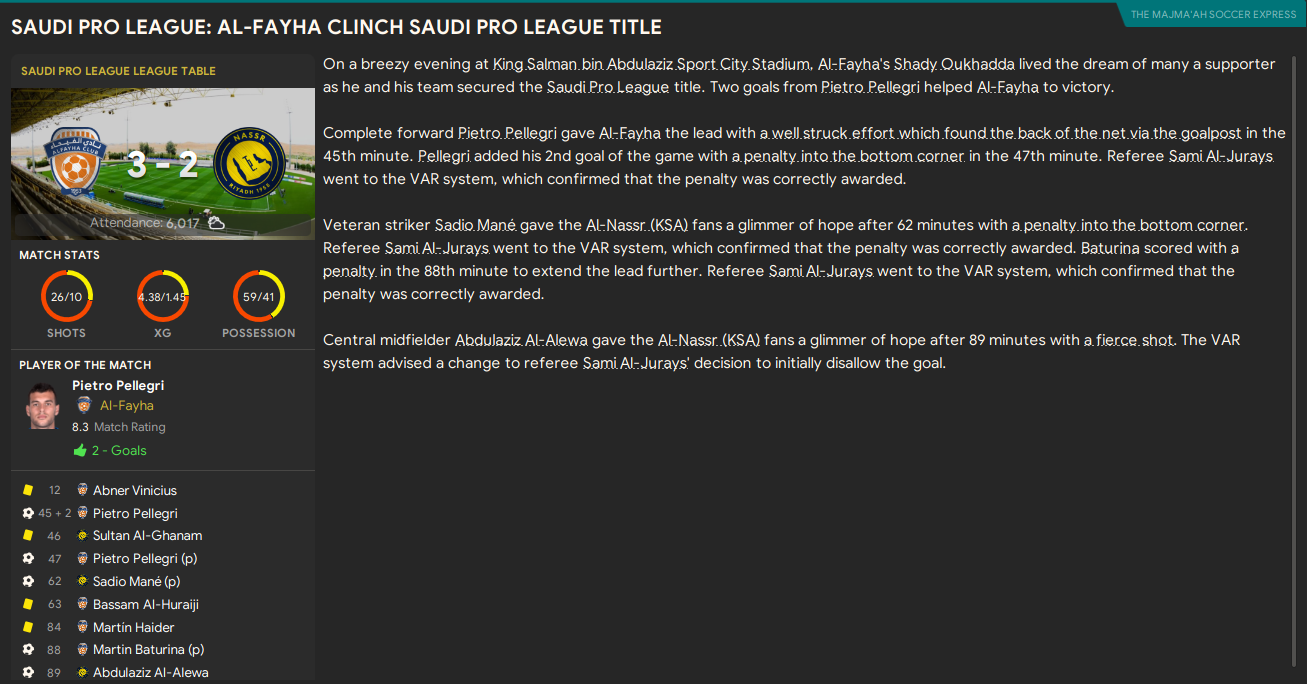 SAUDI PRO LEAGUE: AL-FAYHA CLINCH SAUDI PRO LEAGUE TITLE
THE MAJMA'AH SOCCER EXPRESS
SAUDI PRO LEAGUE LEAGUE TABLE
نادي الفيحاء
ALFAYHA CLUB
1953
3 - 2
NASSR
RIYADH 1955
Attendance: 6,017
MATCH STATS
26/10
4.38/1.45
59/41
SHOTS
XG
POSSESSION
PLAYER OF THE MATCH
Pietro Pellegri
Al-Fayha
8.3 Match Rating
2 - Goals
12 Abner Vinicius
45 + 2 Pietro Pellegri
46 Sultan Al-Ghanam
47 Pietro Pellegri (p)
62 Sadio Mané (p)
63 Bassam Al-Huraiji
84 Martín Haider
88 Martin Baturina (p)
89 Abdulaziz Al-Alewa
On a breezy evening at King Salman bin Abdulaziz Sport City Stadium, Al-Fayha's Shady Oukhadda lived the dream of many a supporter
as he and his team secured the Saudi Pro League title. Two goals from Pietro Pellegri helped Al-Fayha to victory.
Complete forward Pietro Pellegri gave Al-Fayha the lead with a well struck effort which found the back of the net via the goalpost in the
45th minute. Pellegri added his 2nd goal of the game with a penalty into the bottom corner in the 47th minute. Referee Sami Al-Jurays
went to the VAR system, which confirmed that the penalty was correctly awarded.
Veteran striker Sadio Mané gave the Al-Nassr (KSA) fans a glimmer of hope after 62 minutes with a penalty into the bottom corner.
Referee Sami Al-Jurays went to the VAR system, which confirmed that the penalty was correctly awarded. Baturina scored with a
penalty in the 88th minute to extend the lead further. Referee Sami Al-Jurays went to the VAR system, which confirmed that the
penalty was correctly awarded.
Central midfielder Abdulaziz Al-Alewa gave the Al-Nassr (KSA) fans a glimmer of hope after 89 minutes with a fierce shot. The VAR
system advised a change to referee Sami Al-Jurays' decision to initially disallow the goal.